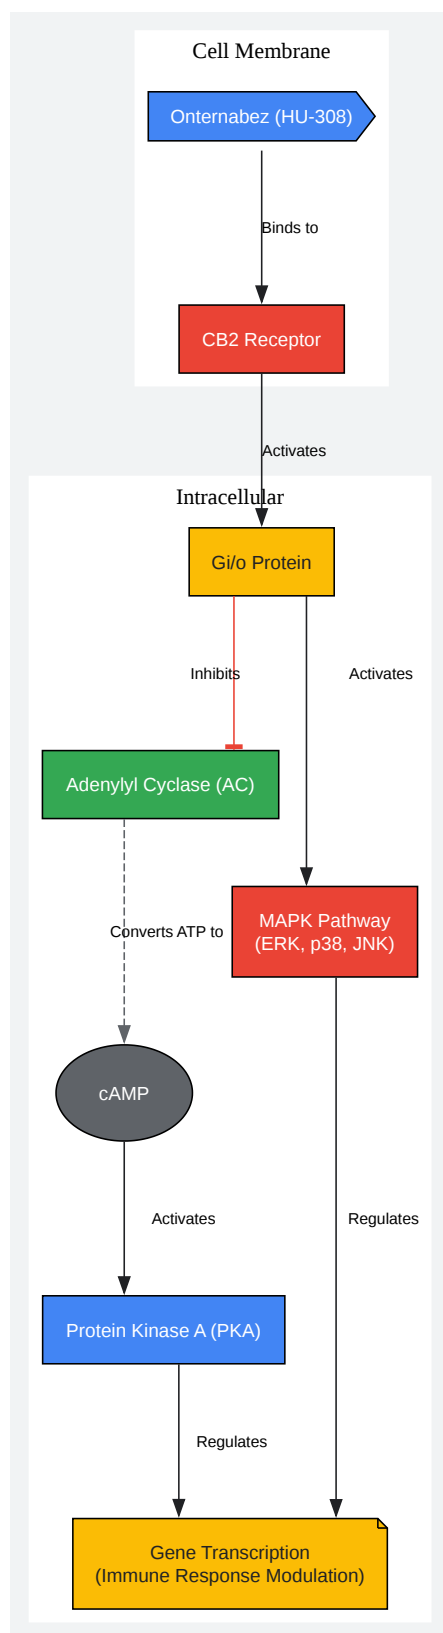 Cell Membrane
Onternabez (HU-308)
Binds to
CB2 Receptor
Activates
Intracellular
Gi/o Protein
Inhibits
Activates
Adenylyl Cyclase (AC)
MAPK Pathway
(ERK, p38, JNK)
Converts ATP to
cAMP
Activates
Regulates
Protein Kinase A (PKA)
Regulates
Gene Transcription
(Immune Response Modulation)